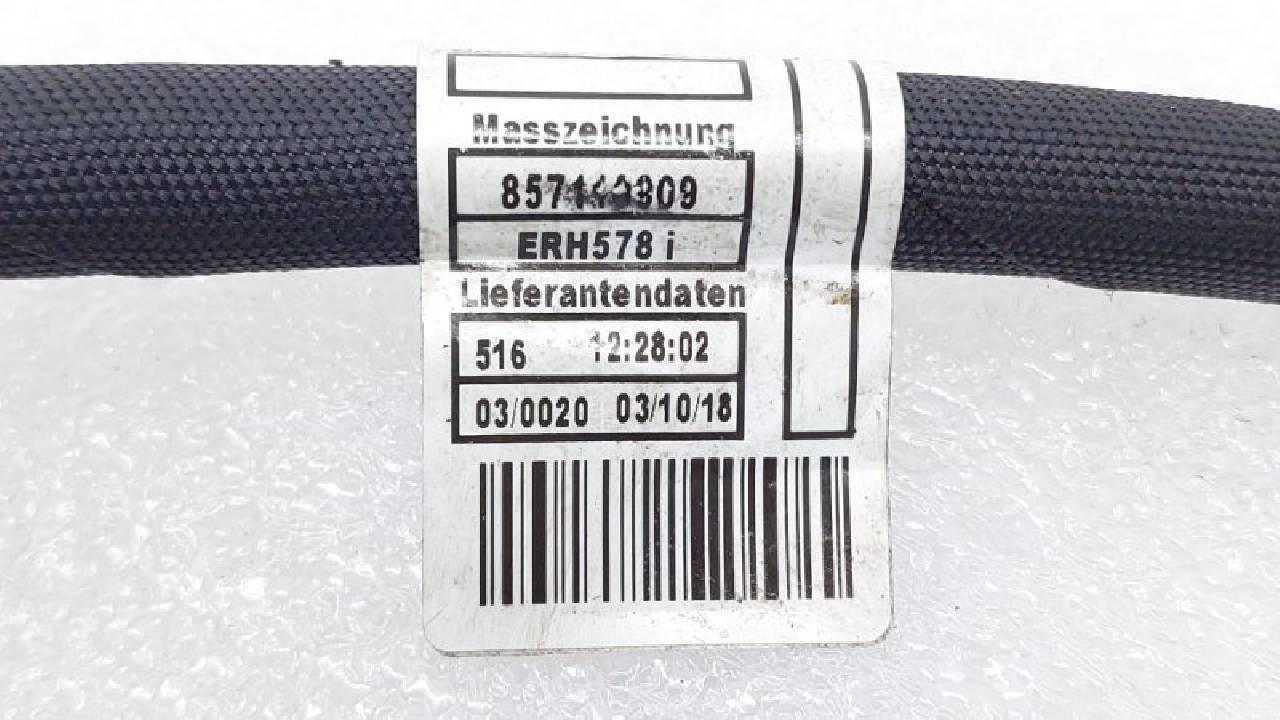 Masszeichnung
ERH578 i
Lieferantendaten
516 12:28:02
03/0020 03/10/18